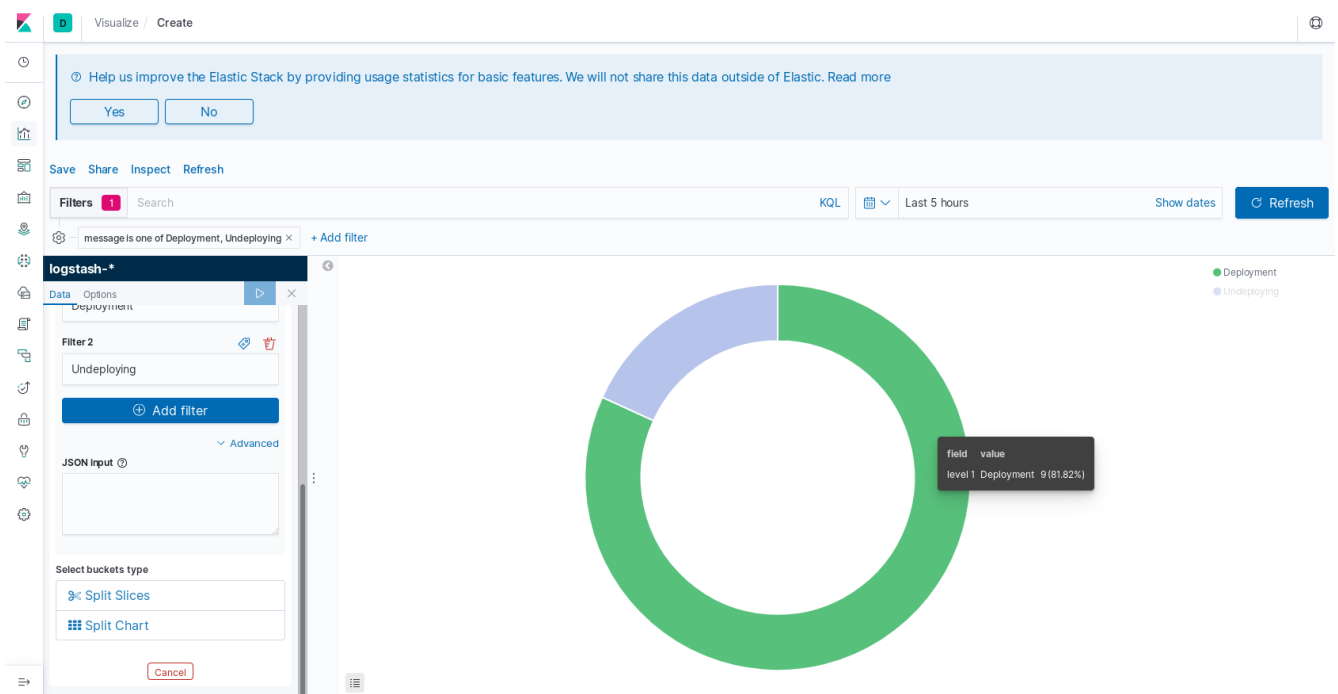 D Visualize / Create
Help us improve the Elastic Stack by providing usage statistics for basic features. We will not share this data outside of Elastic. Read more
Yes No
Save Share Inspect Refresh
Filters 1 Search KQL Last 5 hours Show dates Refresh
message is one of Deployment, Undeploying × + Add filter
logstash-*
Data Options
Deployment
Filter 2
Undeploying
Add filter
Advanced
JSON Input
Select buckets type
Split Slices
Split Chart
Cancel
Deployment
Undeploying
field value
level 1 Deployment 9 (81.82%)